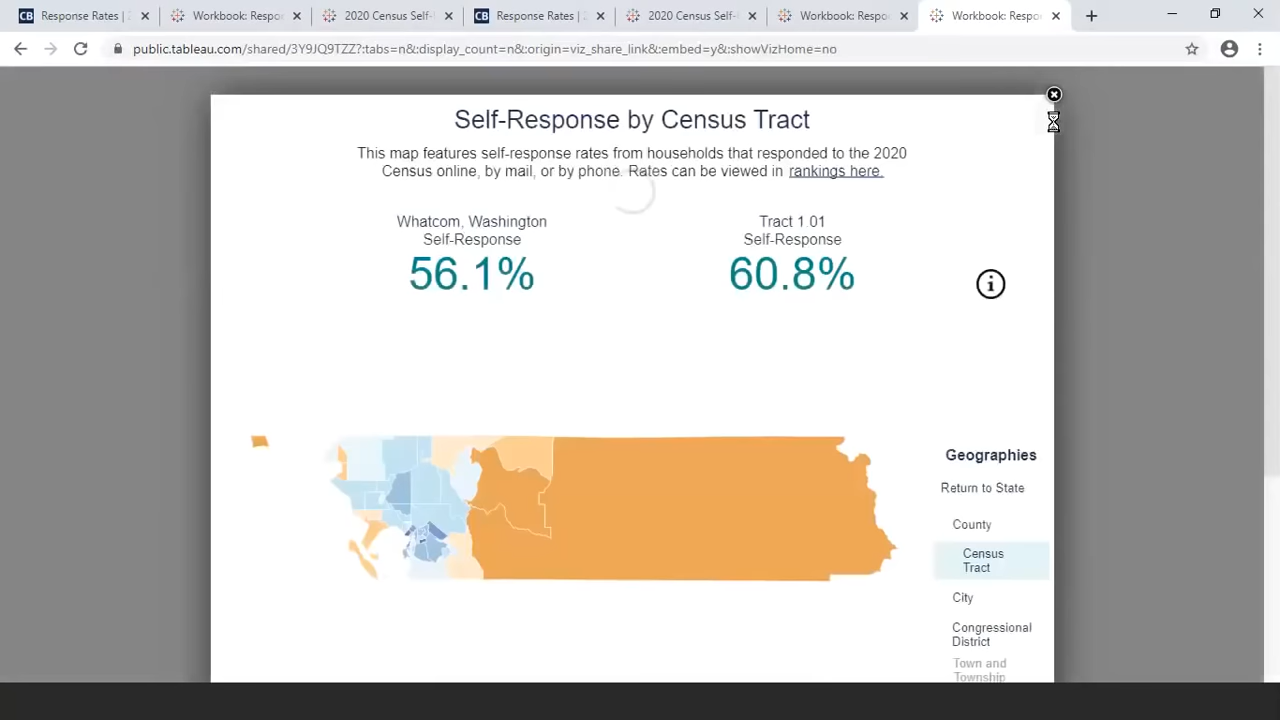 Response Rates | 2
Workbook: Respon
2020 Census Self-
Response Rates | 2
2020 Census Self-
Workbook: Respon
Workbook: Respo
public.tableau.com/shared/3Y9JQ9TZZ?:tabs=n&:display_count=n&:origin=viz_share_link&:embed=y&:showVizHome=no
Self-Response by Census Tract
This map features self-response rates from households that responded to the 2020
Census online, by mail, or by phone. Rates can be viewed in rankings here.
Whatcom, Washington
Self-Response
56.1%
Tract 1.01
Self-Response
60.8%
Geographies
Return to State
County
Census
Tract
City
Congressional
District
Town and
Township